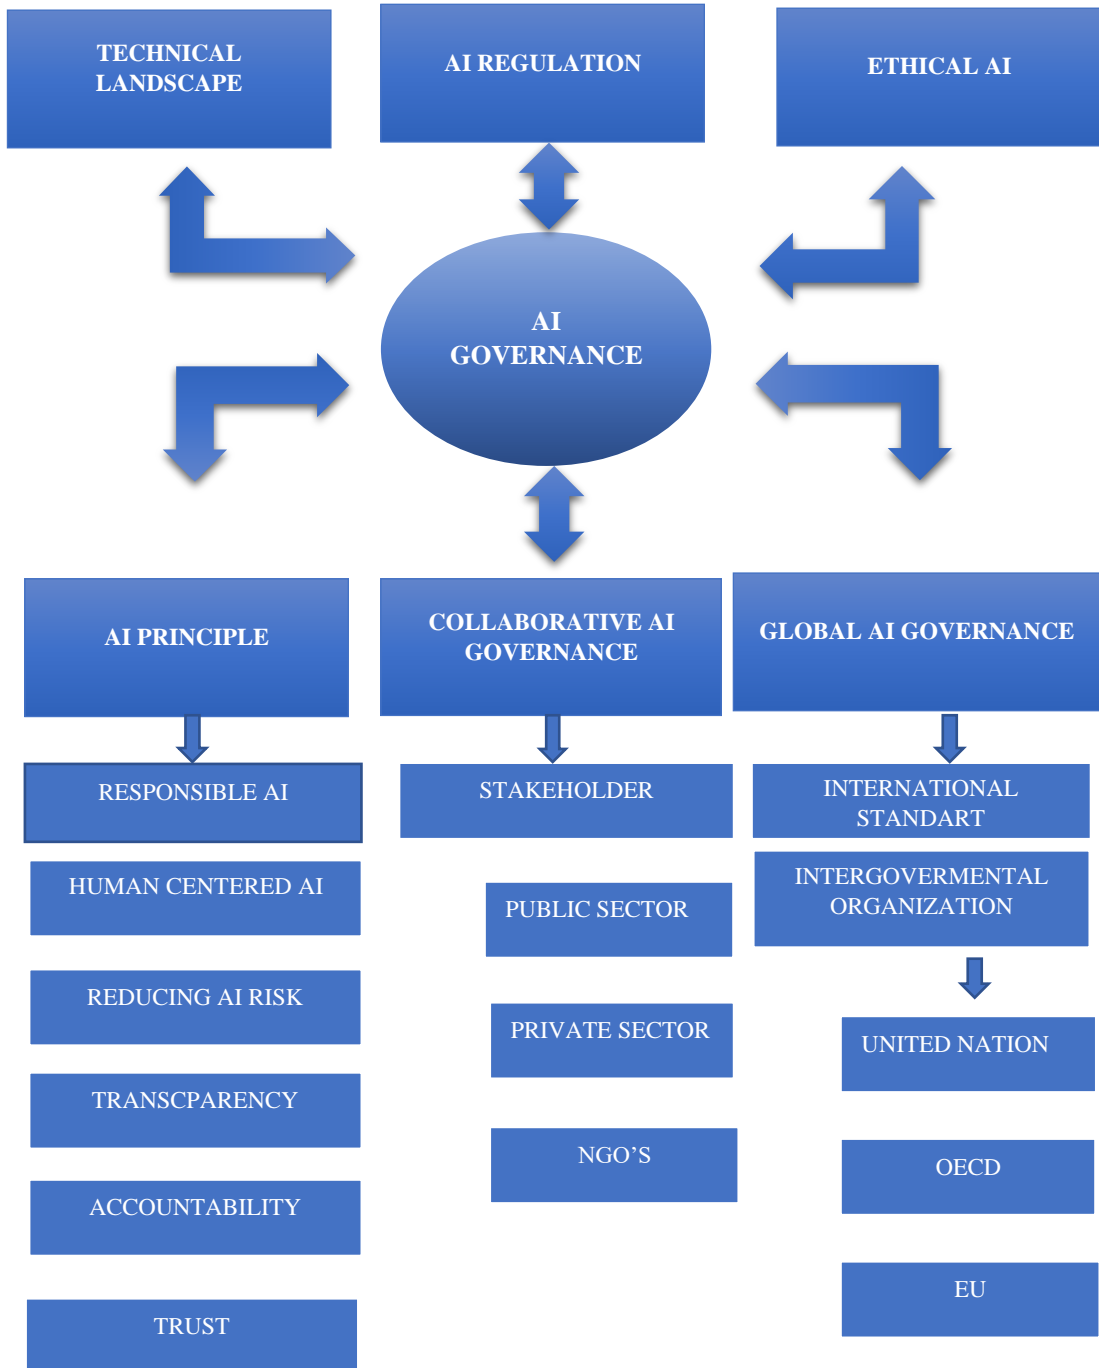 TECHNICAL
LANDSCAPE
AI REGULATION
ETHICAL AI
AI
GOVERNANCE
AI PRINCIPLE
COLLABORATIVE AI
GOVERNANCE
GLOBAL AI GOVERNANCE
RESPONSIBLE AI
HUMAN CENTERED AI
REDUCING AI RISK
TRANSCPARENCY
ACCOUNTABILITY
TRUST
STAKEHOLDER
PUBLIC SECTOR
PRIVATE SECTOR
NGO’S
INTERNATIONAL
STANDART
INTERGOVERMENTAL
ORGANIZATION
UNITED NATION
OECD
EU